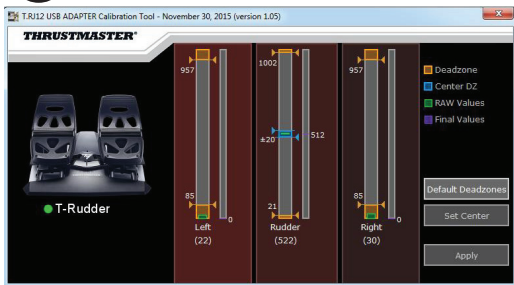 T.RJ12 USB ADAPTER Calibration Tool - November 30, 2015 (version 1.05)
THRUSTMASTER®
T-Rudder
957
85
0
Left
(22)
1002
±20
512
21
Rudder
(522)
957
85
0
Right
(30)
Deadzone
Center DZ
RAW Values
Final Values
Default Deadzones
Set Center
Apply